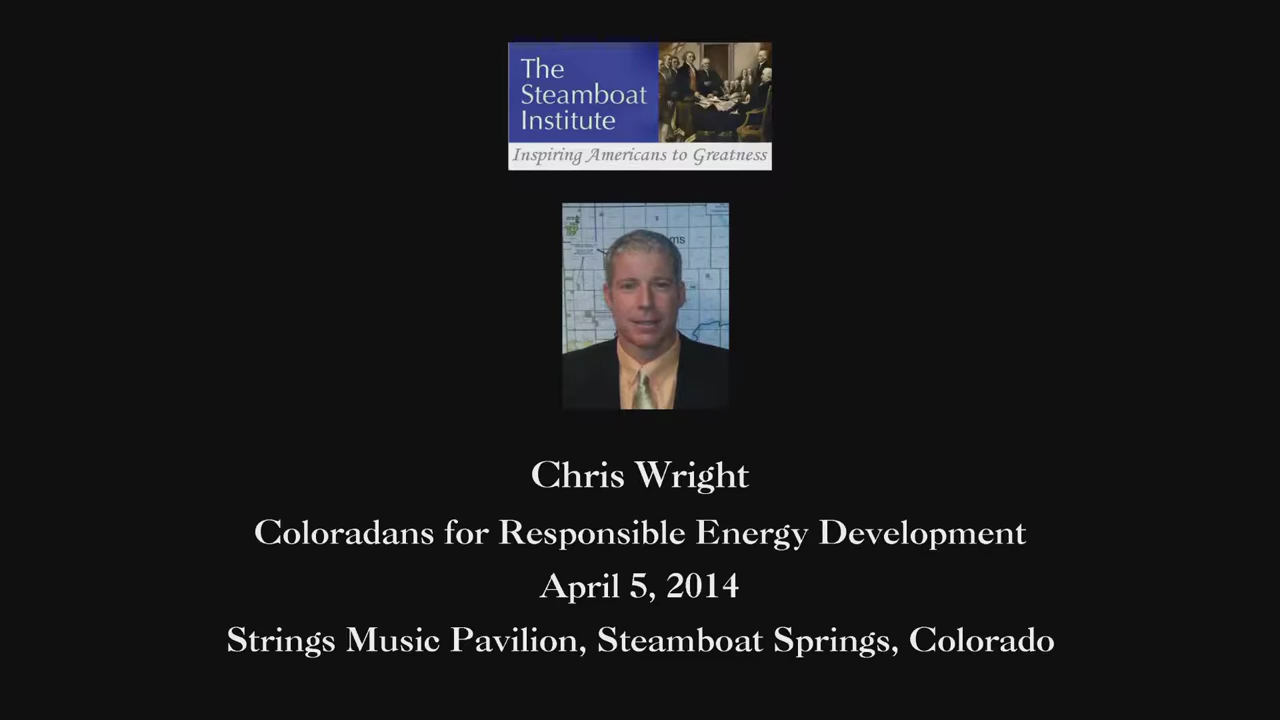 The
Steamboat
Institute
Inspiring Americans to Greatness
ms
Chris Wright
Coloradans for Responsible Energy Development
April 5, 2014
Strings Music Pavilion, Steamboat Springs, Colorado